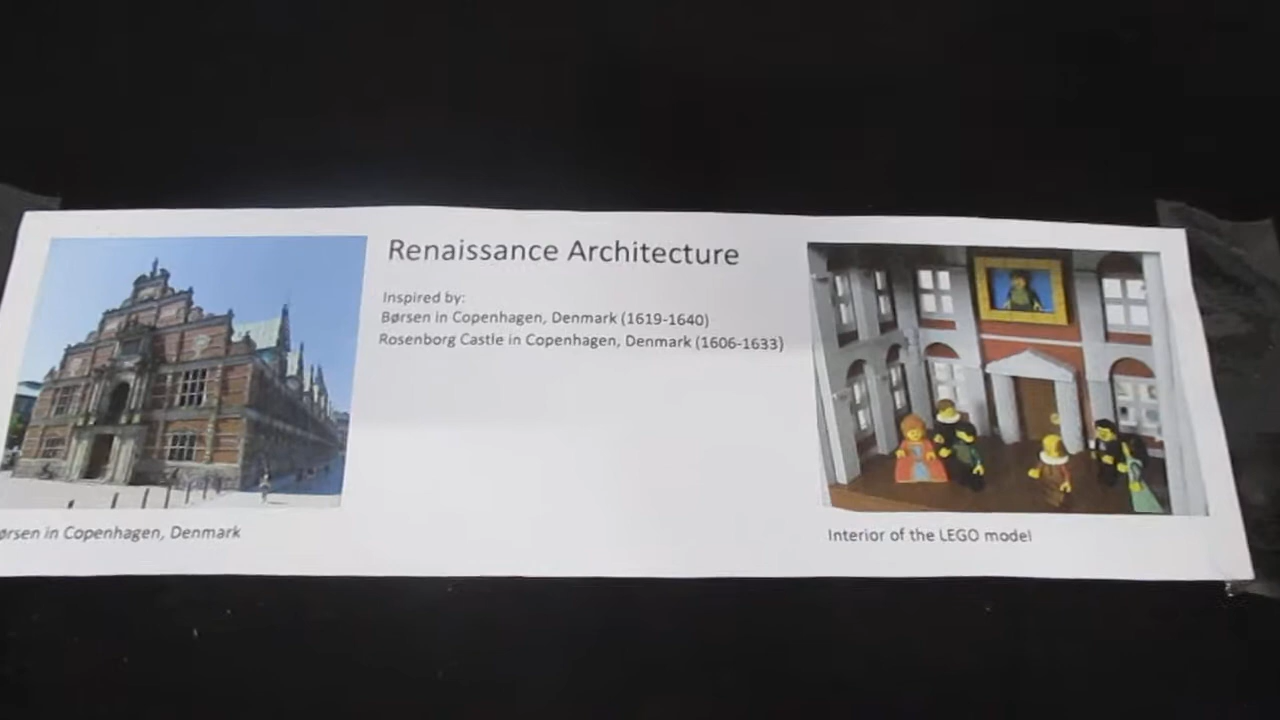 Renaissance Architecture
Inspired by:
Børsen in Copenhagen, Denmark (1619-1640)
Rosenborg Castle in Copenhagen, Denmark (1606-1633)
ørsen in Copenhagen, Denmark
Interior of the LEGO model